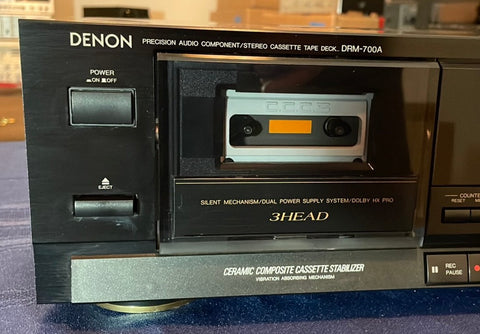 DENON PRECISION AUDIO COMPONENT/STEREO CASSETTE TAPE DECK DRM-700A
POWER
ON OFF
EJECT
SILENT MECHANISM/DUAL POWER SUPPLY SYSTEM/DOLBY HX PRO
3HEAD
COUNTE
RESET M
CERAMIC COMPOSITE CASSETTE STABILIZER
VIBRATION ABSORBING MECHANISM
REC
PAUSE